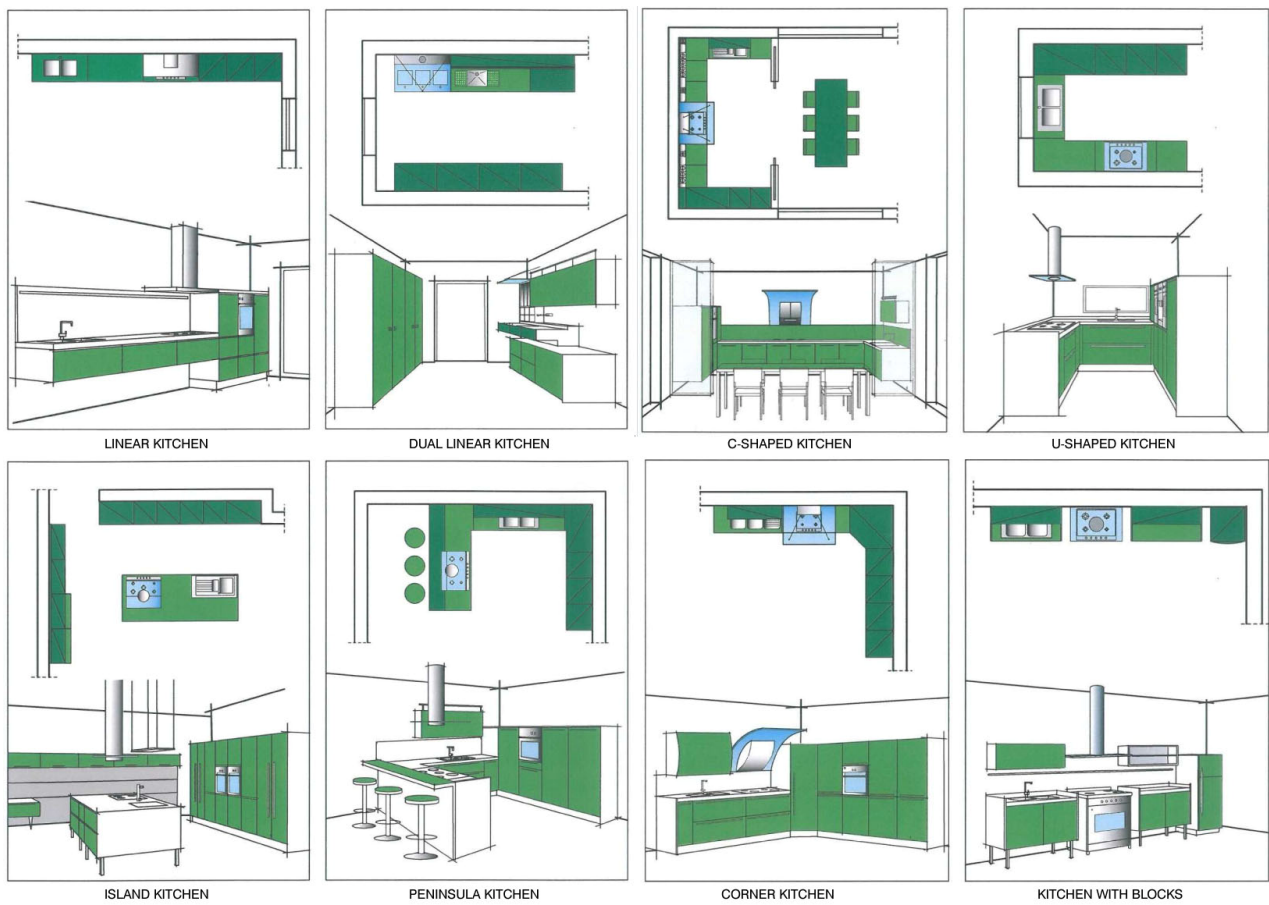 LINEAR KITCHEN
DUAL LINEAR KITCHEN
C-SHAPED KITCHEN
U-SHAPED KITCHEN
ISLAND KITCHEN
PENINSULA KITCHEN
CORNER KITCHEN
KITCHEN WITH BLOCKS